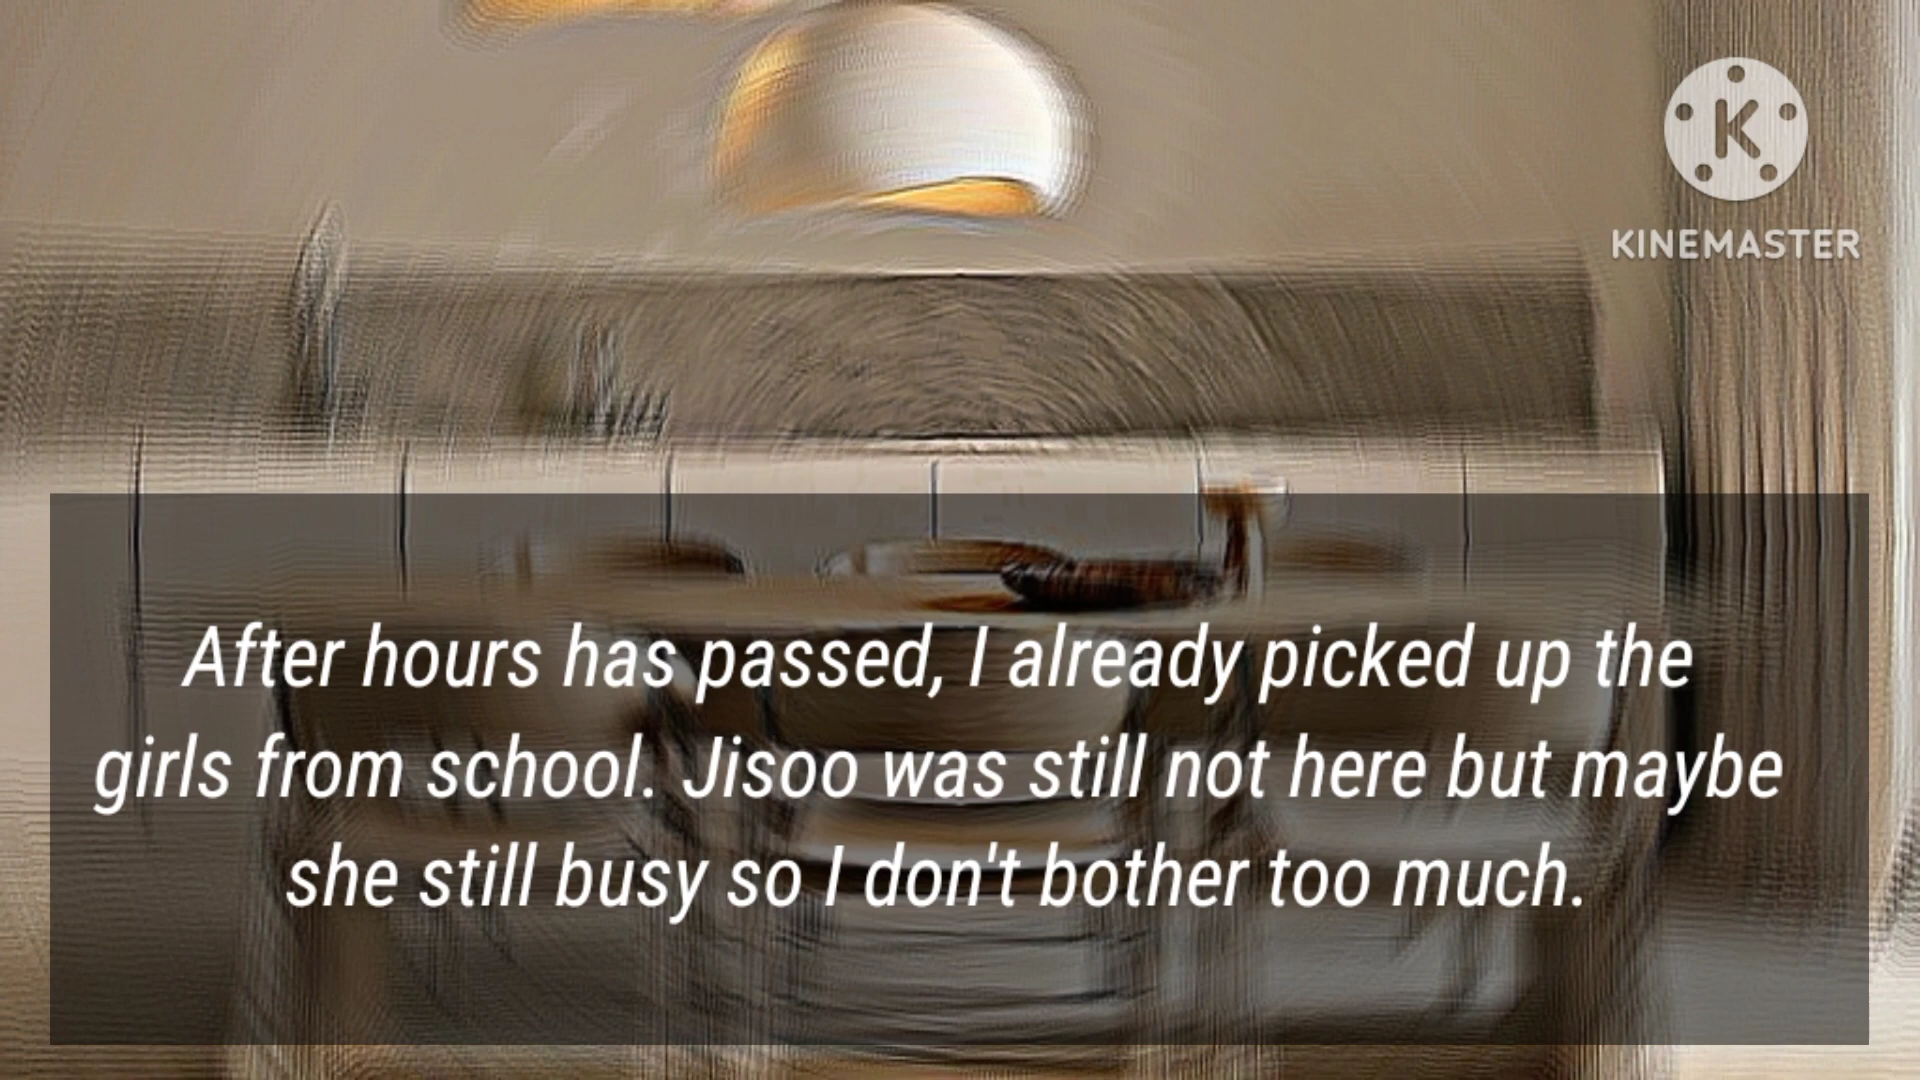 K
KINEMASTER
After hours has passed, I already picked up the
girls from school. Jisoo was still not here but maybe
she still busy so I don't bother too much.